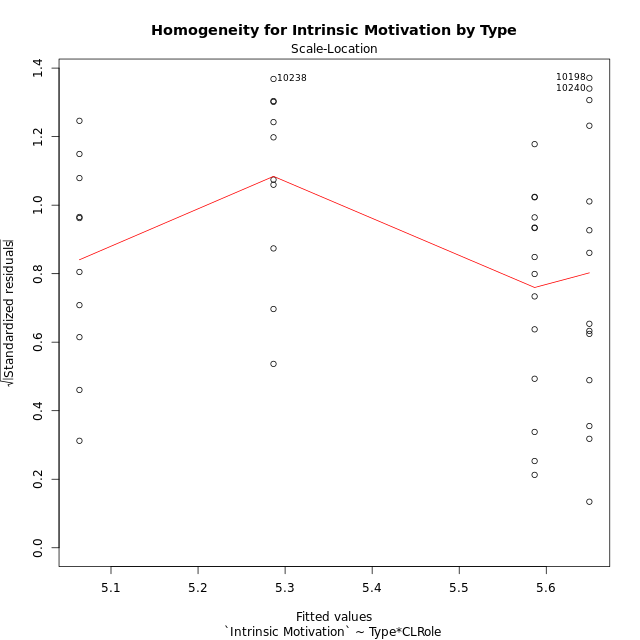 Homogeneity for Intrinsic Motivation by Type
Scale-Location
√|Standardized residuals|
1.4
1.2
1.0
0.8
0.6
0.4
0.2
0.0
10238
10198
10240
5.1 5.2 5.3 5.4 5.5 5.6
Fitted values
`Intrinsic Motivation` ~ Type*CLRole